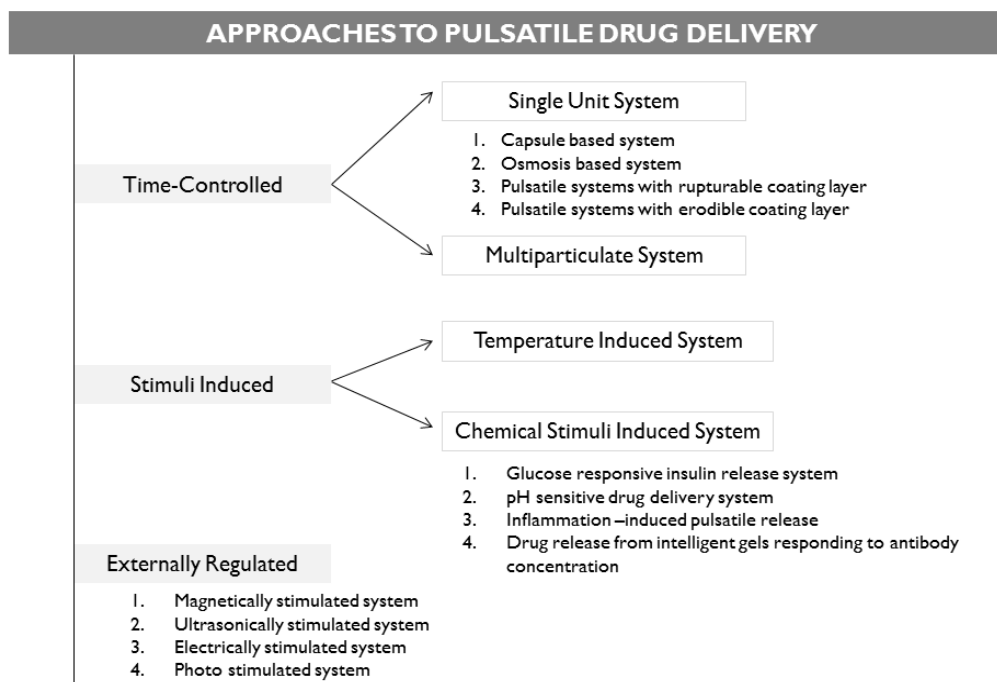 APPROACHES TO PULSATILE DRUG DELIVERY
Time-Controlled
Single Unit System
1. Capsule based system
2. Osmosis based system
3. Pulsatile systems with rupturable coating layer
4. Pulsatile systems with erodible coating layer
Multiparticulate System
Stimuli Induced
Temperature Induced System
Chemical Stimuli Induced System
1. Glucose responsive insulin release system
2. pH sensitive drug delivery system
3. Inflammation –induced pulsatile release
4. Drug release from intelligent gels responding to antibody
concentration
Externally Regulated
1. Magnetically stimulated system
2. Ultrasonically stimulated system
3. Electrically stimulated system
4. Photo stimulated system